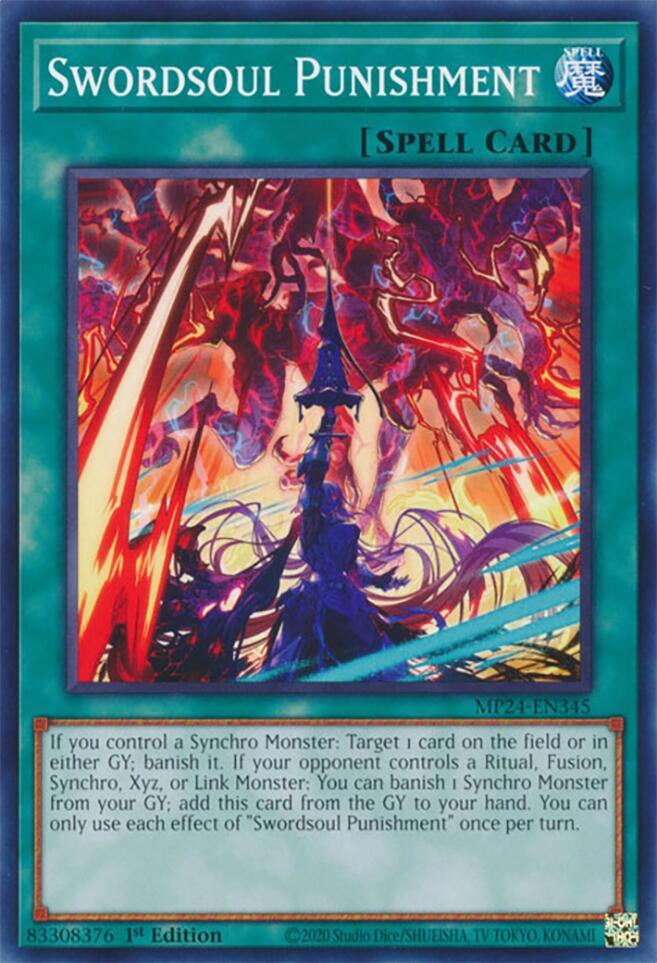 SWORDSOUL PUNISHMENT
SPELL
魔
[SPELL CARD]
MP24-EN345
If you control a Synchro Monster: Target 1 card on the field or in
either GY; banish it. If your opponent controls a Ritual, Fusion,
Synchro, Xyz, or Link Monster: You can banish 1 Synchro Monster
from your GY; add this card from the GY to your hand. You can
only use each effect of "Swordsoul Punishment" once per turn.
83308376 1st Edition
©2020 Studio Dice/SHUEISHA, TV TOKYO, KONAMI